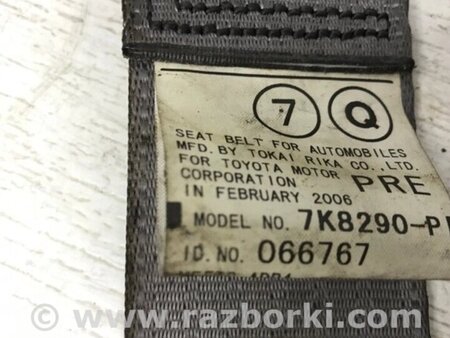 7 Q
SEAT BELT FOR AUTOMOBILES
MFD. BY TOKAI RIKA CO., LTD.
FOR TOYOTA MOTOR
CORPORATION PRE
IN FEBRUARY 2006
MODEL NO. 7K8290-P
ID. NO. 066767
© www.razborki.com